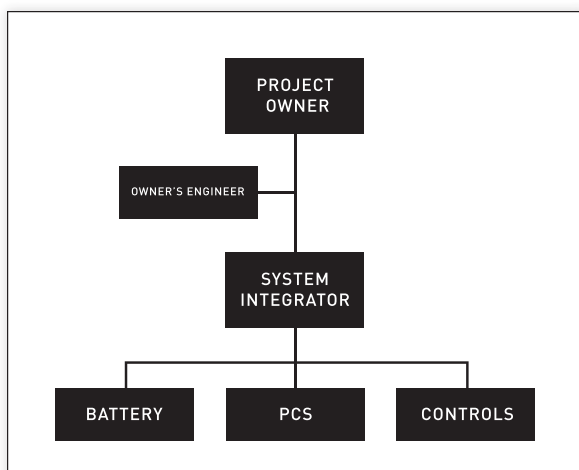 PROJECT
OWNER
OWNER'S ENGINEER
SYSTEM
INTEGRATOR
BATTERY
PCS
CONTROLS